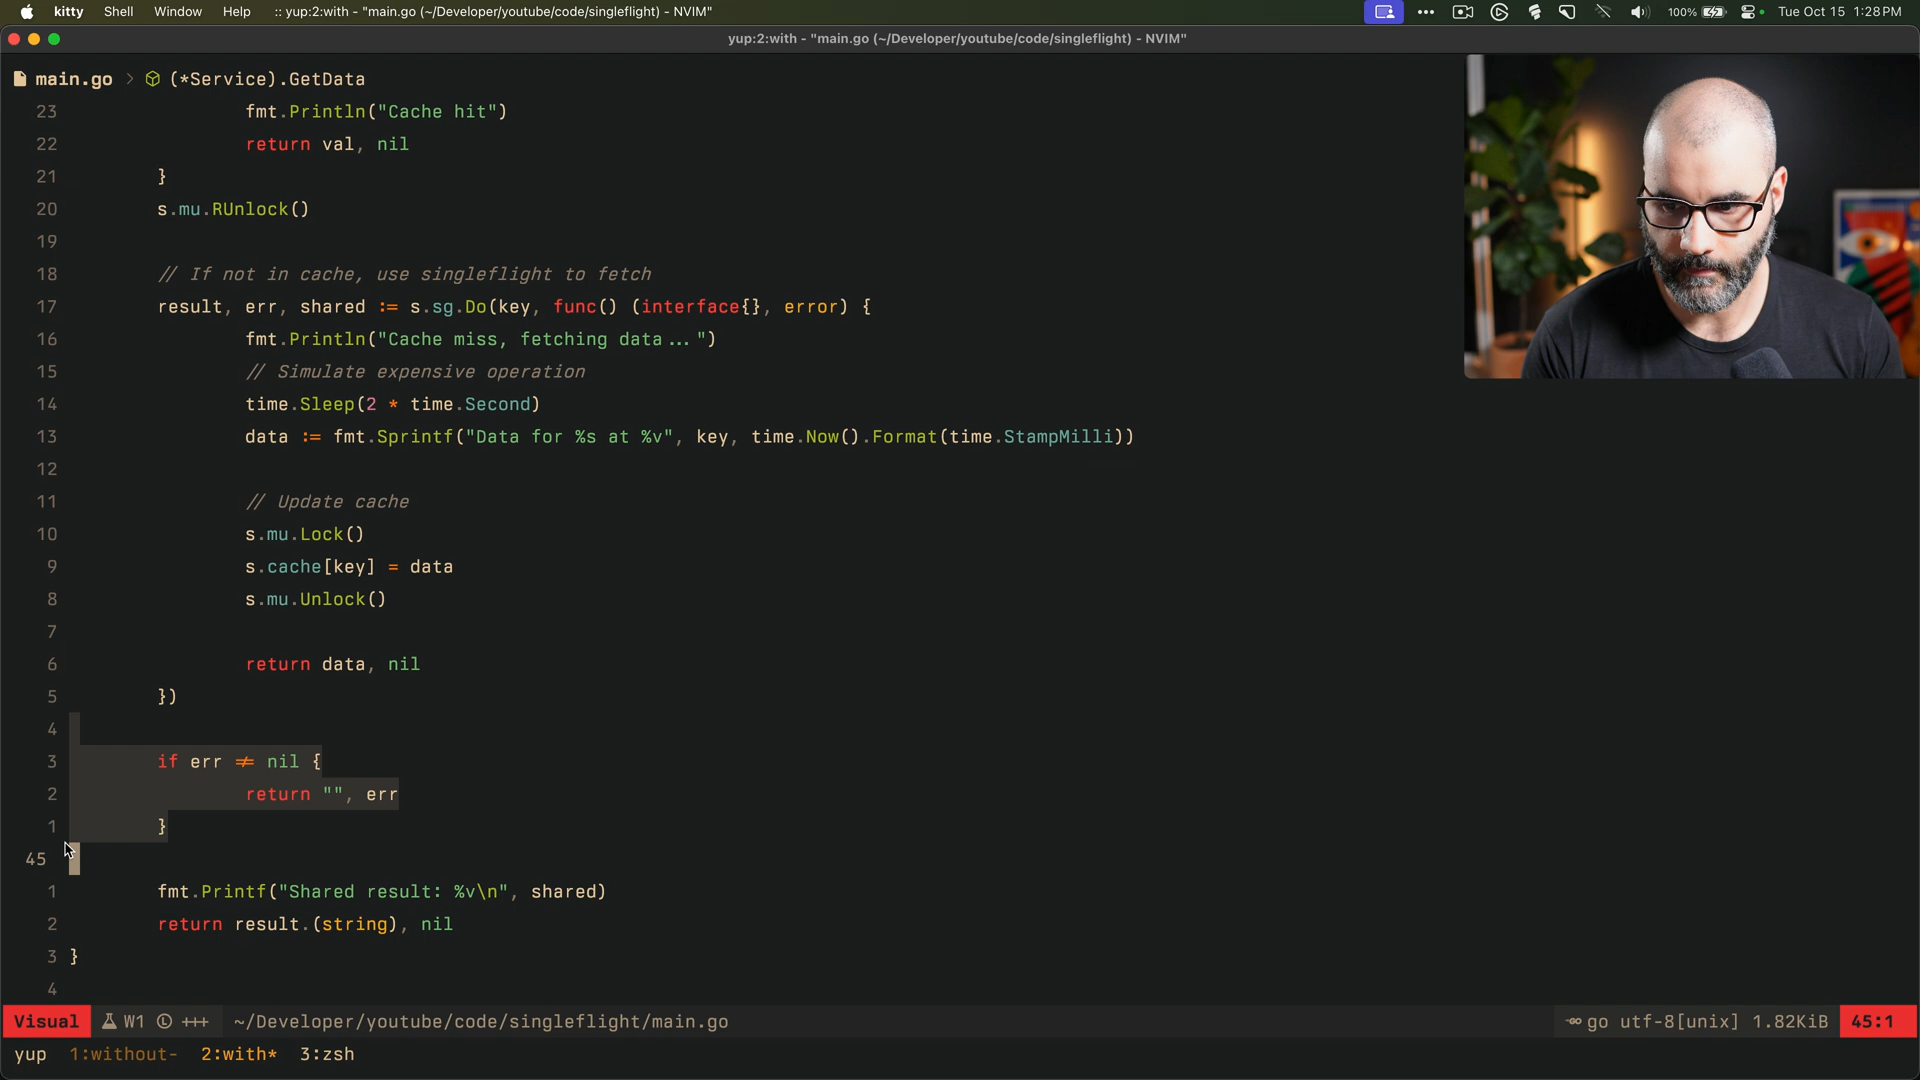 kitty Shell Window Help :: yup:2:with - "main.go (~/Developer/youtube/code/singleflight) - NVIM" 100% Tue Oct 15 1:28 PM
yup:2:with - "main.go (~/Developer/youtube/code/singleflight) - NVIM"
main.go > (*Service).GetData
23 fmt.Println("Cache hit")
22 return val, nil
21 }
20 s.mu.RUnlock()
19
18 // If not in cache, use singleflight to fetch
17 result, err, shared := s.sg.Do(key, func() (interface{}, error) {
16 fmt.Println("Cache miss, fetching data...")
15 // Simulate expensive operation
14 time.Sleep(2 * time.Second)
13 data := fmt.Sprintf("Data for %s at %v", key, time.Now().Format(time.StampMilli))
12
11 // Update cache
10 s.mu.Lock()
9 s.cache[key] = data
8 s.mu.Unlock()
7
6 return data, nil
5 })
4
3 if err ≠ nil {
2 return "", err
1 }
45
1 fmt.Printf("Shared result: %v\n", shared)
2 return result.(string), nil
3 }
4
Visual W1 +++ ~/Developer/youtube/code/singleflight/main.go go utf-8[unix] 1.82KiB 45:1
yup 1:without- 2:with* 3:zsh